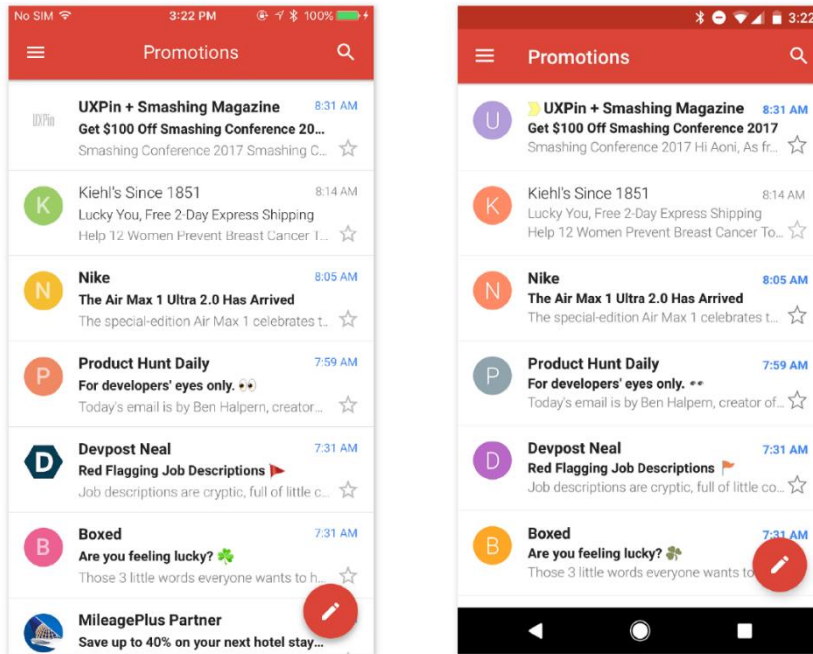 No SIM 3:22 PM 100%
Promotions
UXPin
UXPin + Smashing Magazine 8:31 AM
Get $100 Off Smashing Conference 20...
Smashing Conference 2017 Smashing C...
K
Kiehl's Since 1851 8:14 AM
Lucky You, Free 2-Day Express Shipping
Help 12 Women Prevent Breast Cancer T...
N
Nike 8:05 AM
The Air Max 1 Ultra 2.0 Has Arrived
The special-edition Air Max 1 celebrates t..
P
Product Hunt Daily 7:59 AM
For developers' eyes only. 👀
Today's email is by Ben Halpern, creator...
D
Devpost Neal 7:31 AM
Red Flagging Job Descriptions 🚩
Job descriptions are cryptic, full of little c...
B
Boxed 7:31 AM
Are you feeling lucky? ☘️
Those 3 little words everyone wants to h...
MileagePlus Partner
Save up to 40% on your next hotel stay...
3:22
Promotions
U
UXPin + Smashing Magazine 8:31 AM
Get $100 Off Smashing Conference 2017
Smashing Conference 2017 Hi Aoni, As fr...
K
Kiehl's Since 1851 8:14 AM
Lucky You, Free 2-Day Express Shipping
Help 12 Women Prevent Breast Cancer To...
N
Nike 8:05 AM
The Air Max 1 Ultra 2.0 Has Arrived
The special-edition Air Max 1 celebrates t...
P
Product Hunt Daily 7:59 AM
For developers' eyes only. 👀
Today's email is by Ben Halpern, creator of...
D
Devpost Neal 7:31 AM
Red Flagging Job Descriptions 🚩
Job descriptions are cryptic, full of little co...
B
Boxed 7:31 AM
Are you feeling lucky? ☘️
Those 3 little words everyone wants to